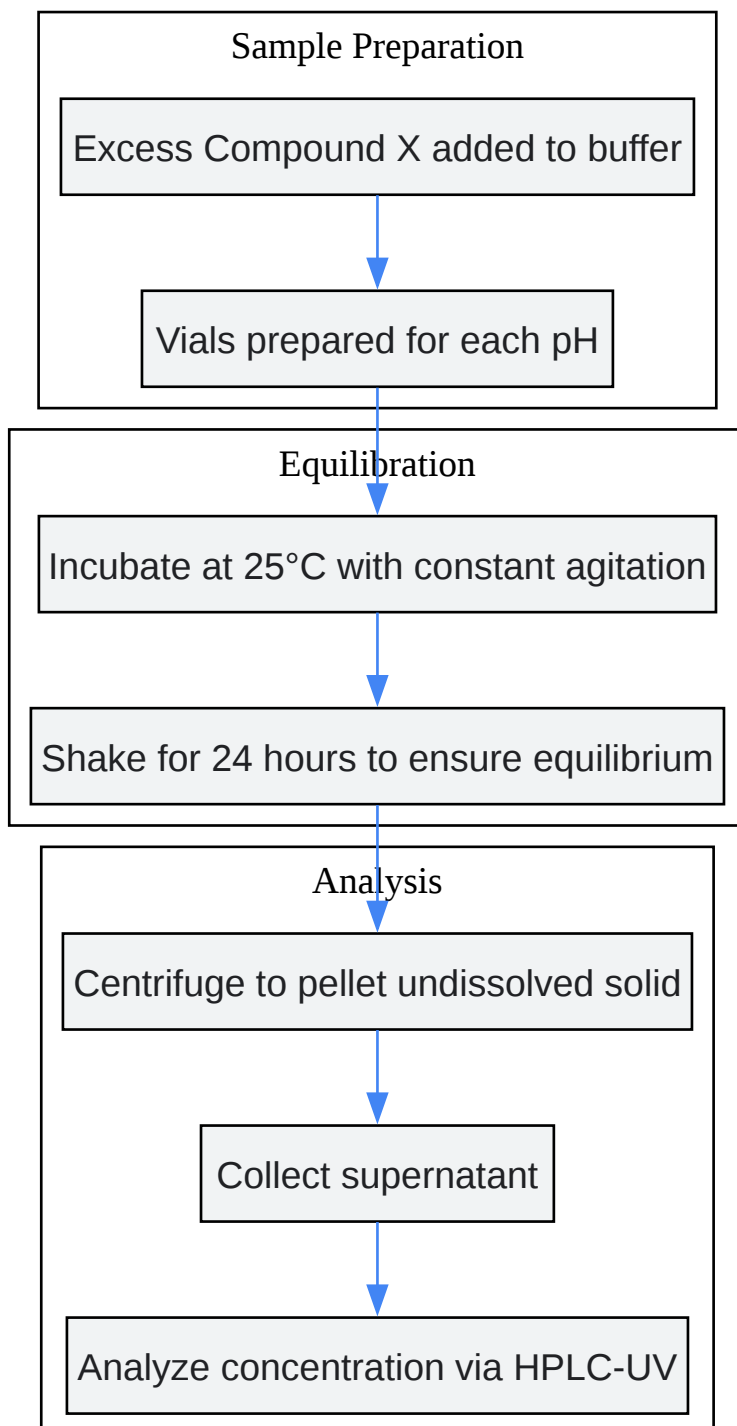 Sample Preparation
Excess Compound X added to buffer
Vials prepared for each pH
Equilibration
Incubate at 25°C with constant agitation
Shake for 24 hours to ensure equilibrium
Analysis
Centrifuge to pellet undissolved solid
Collect supernatant
Analyze concentration via HPLC-UV